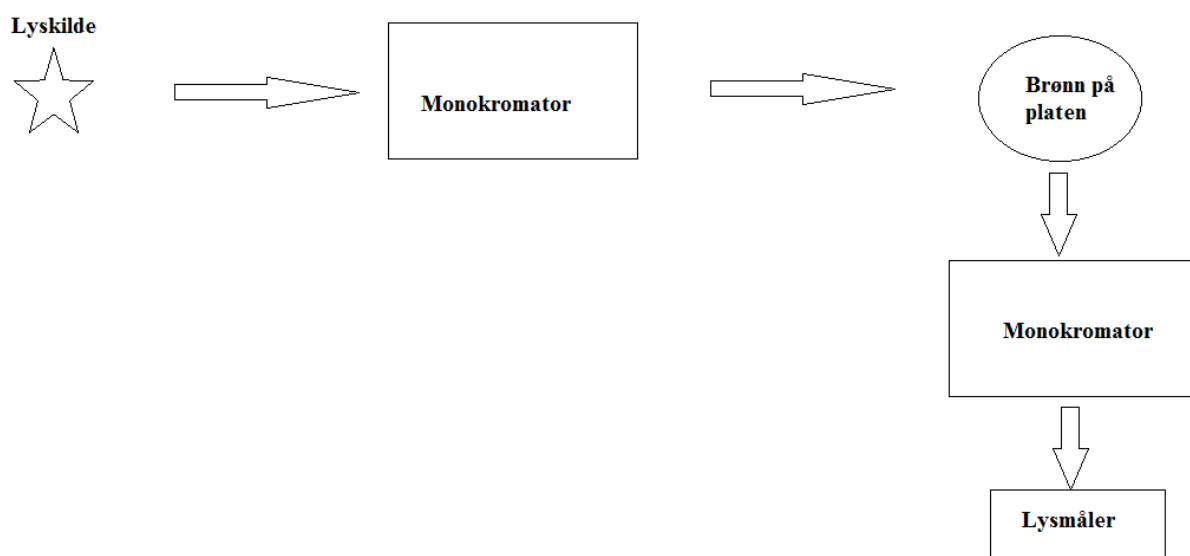 Lyskilde
Monokromator
Brønn på
platen
Monokromator
Lysmåler